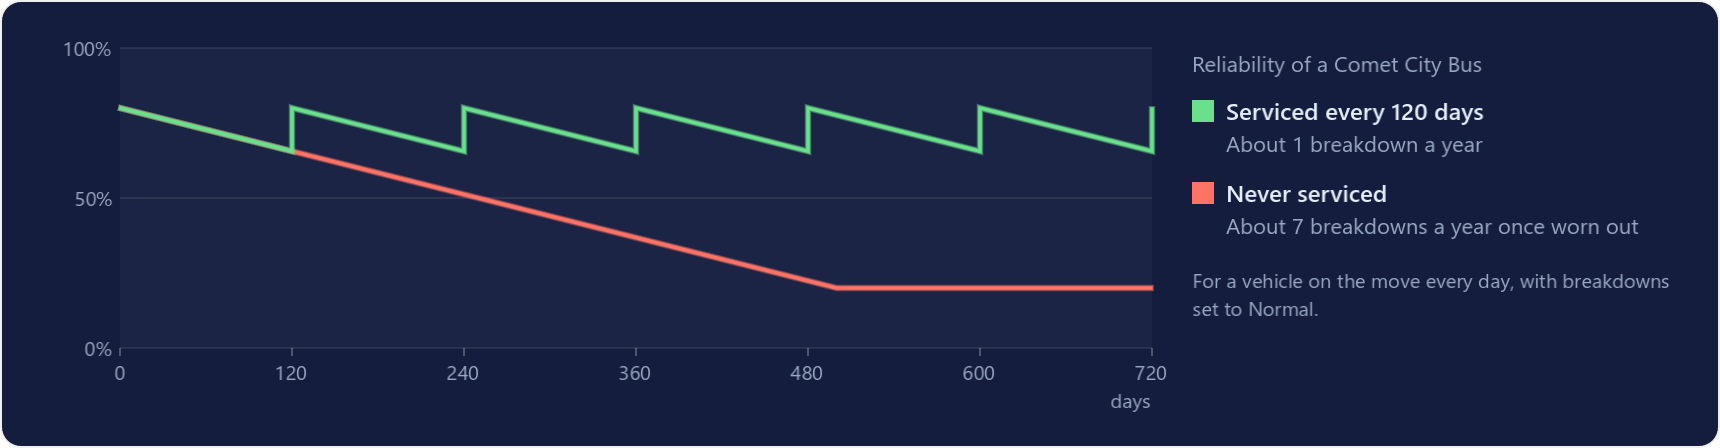 100%
50%
0%
0
120
240
360
480
600
720
days
Reliability of a Comet City Bus
Serviced every 120 days
About 1 breakdown a year
Never serviced
About 7 breakdowns a year once worn out
For a vehicle on the move every day, with breakdowns
set to Normal.